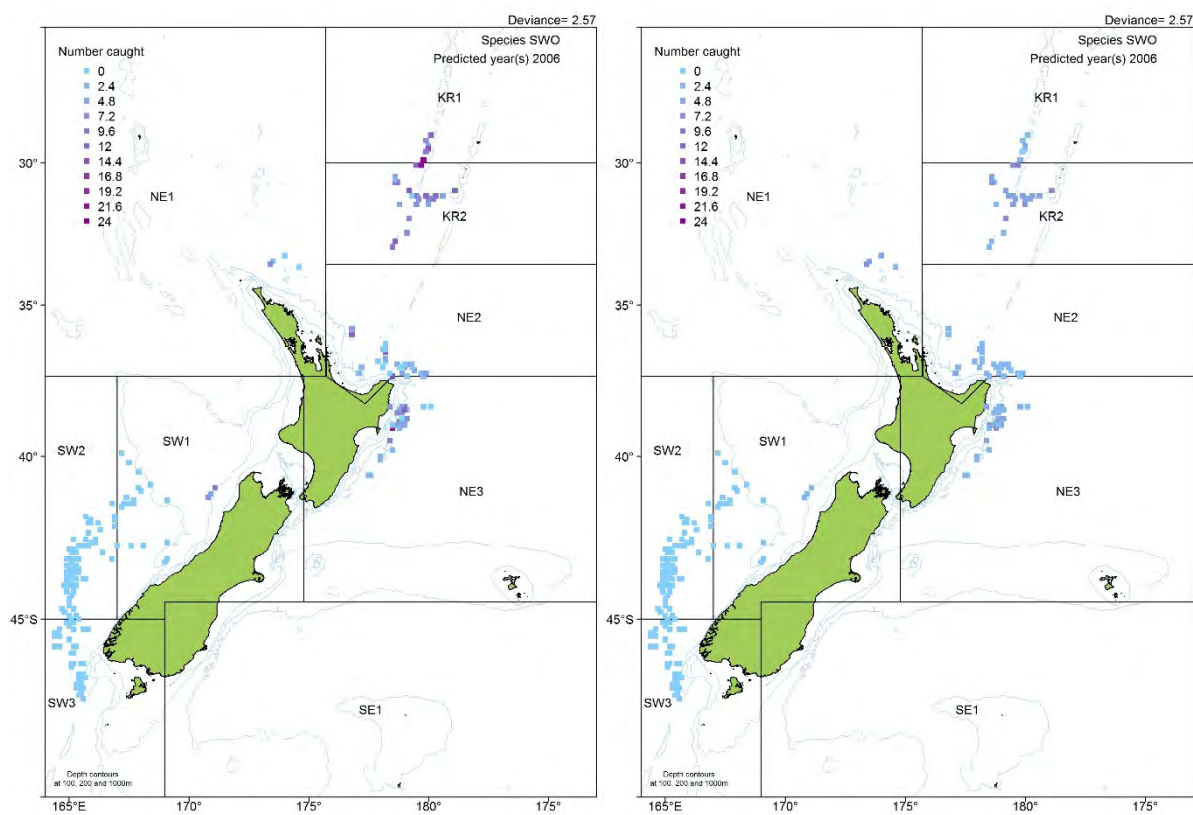 Deviance= 2.57
Species SWO
Predicted year(s) 2006
Number caught
0
2.4
4.8
7.2
9.6
12
14.4
16.8
19.2
21.6
24
KR1
30°
NE1
KR2
35°
NE2
SW2
SW1
40°
NE3
45°S
SW3
SE1
Depth contours
at 100, 200 and 1000m
165°E
170°
175°
180°
175°
Deviance= 2.57
Species SWO
Predicted year(s) 2006
Number caught
0
2.4
4.8
7.2
9.6
12
14.4
16.8
19.2
21.6
24
KR1
30°
NE1
KR2
35°
NE2
SW2
SW1
40°
NE3
45°S
SW3
SE1
Depth contours
at 100, 200 and 1000m
165°E
170°
175°
180°
175°